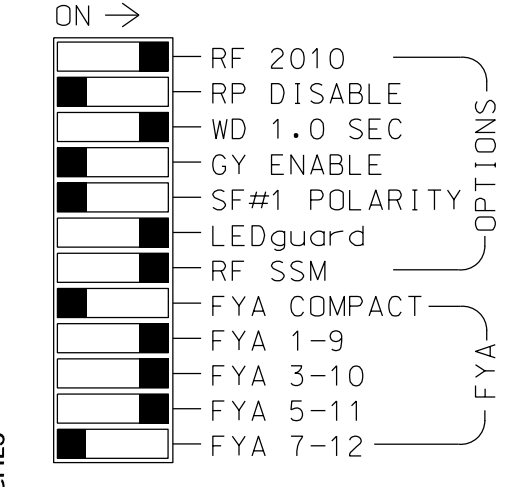 ON →
RF 2010
RP DISABLE
WD 1.0 SEC
GY ENABLE
SF#1 POLARITY
LEDguard
RF SSM
FYA COMPACT
FYA 1-9
FYA 3-10
FYA 5-11
FYA 7-12
OPTIONS
FYA